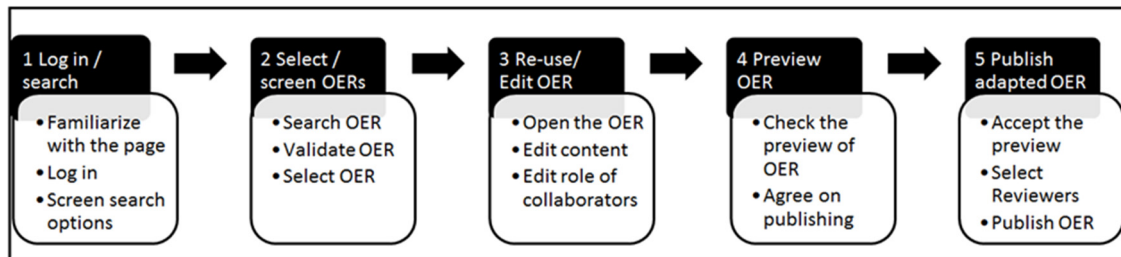 1 Log in /
search
• Familiarize
with the page
• Log in
• Screen search
options
2 Select /
screen OERs
• Search OER
• Validate OER
• Select OER
3 Re-use/
Edit OER
• Open the OER
• Edit content
• Edit role of
collaborators
4 Preview
OER
• Check the
preview of
OER
• Agree on
publishing
5 Publish
adapted OER
• Accept the
preview
• Select
Reviewers
• Publish OER